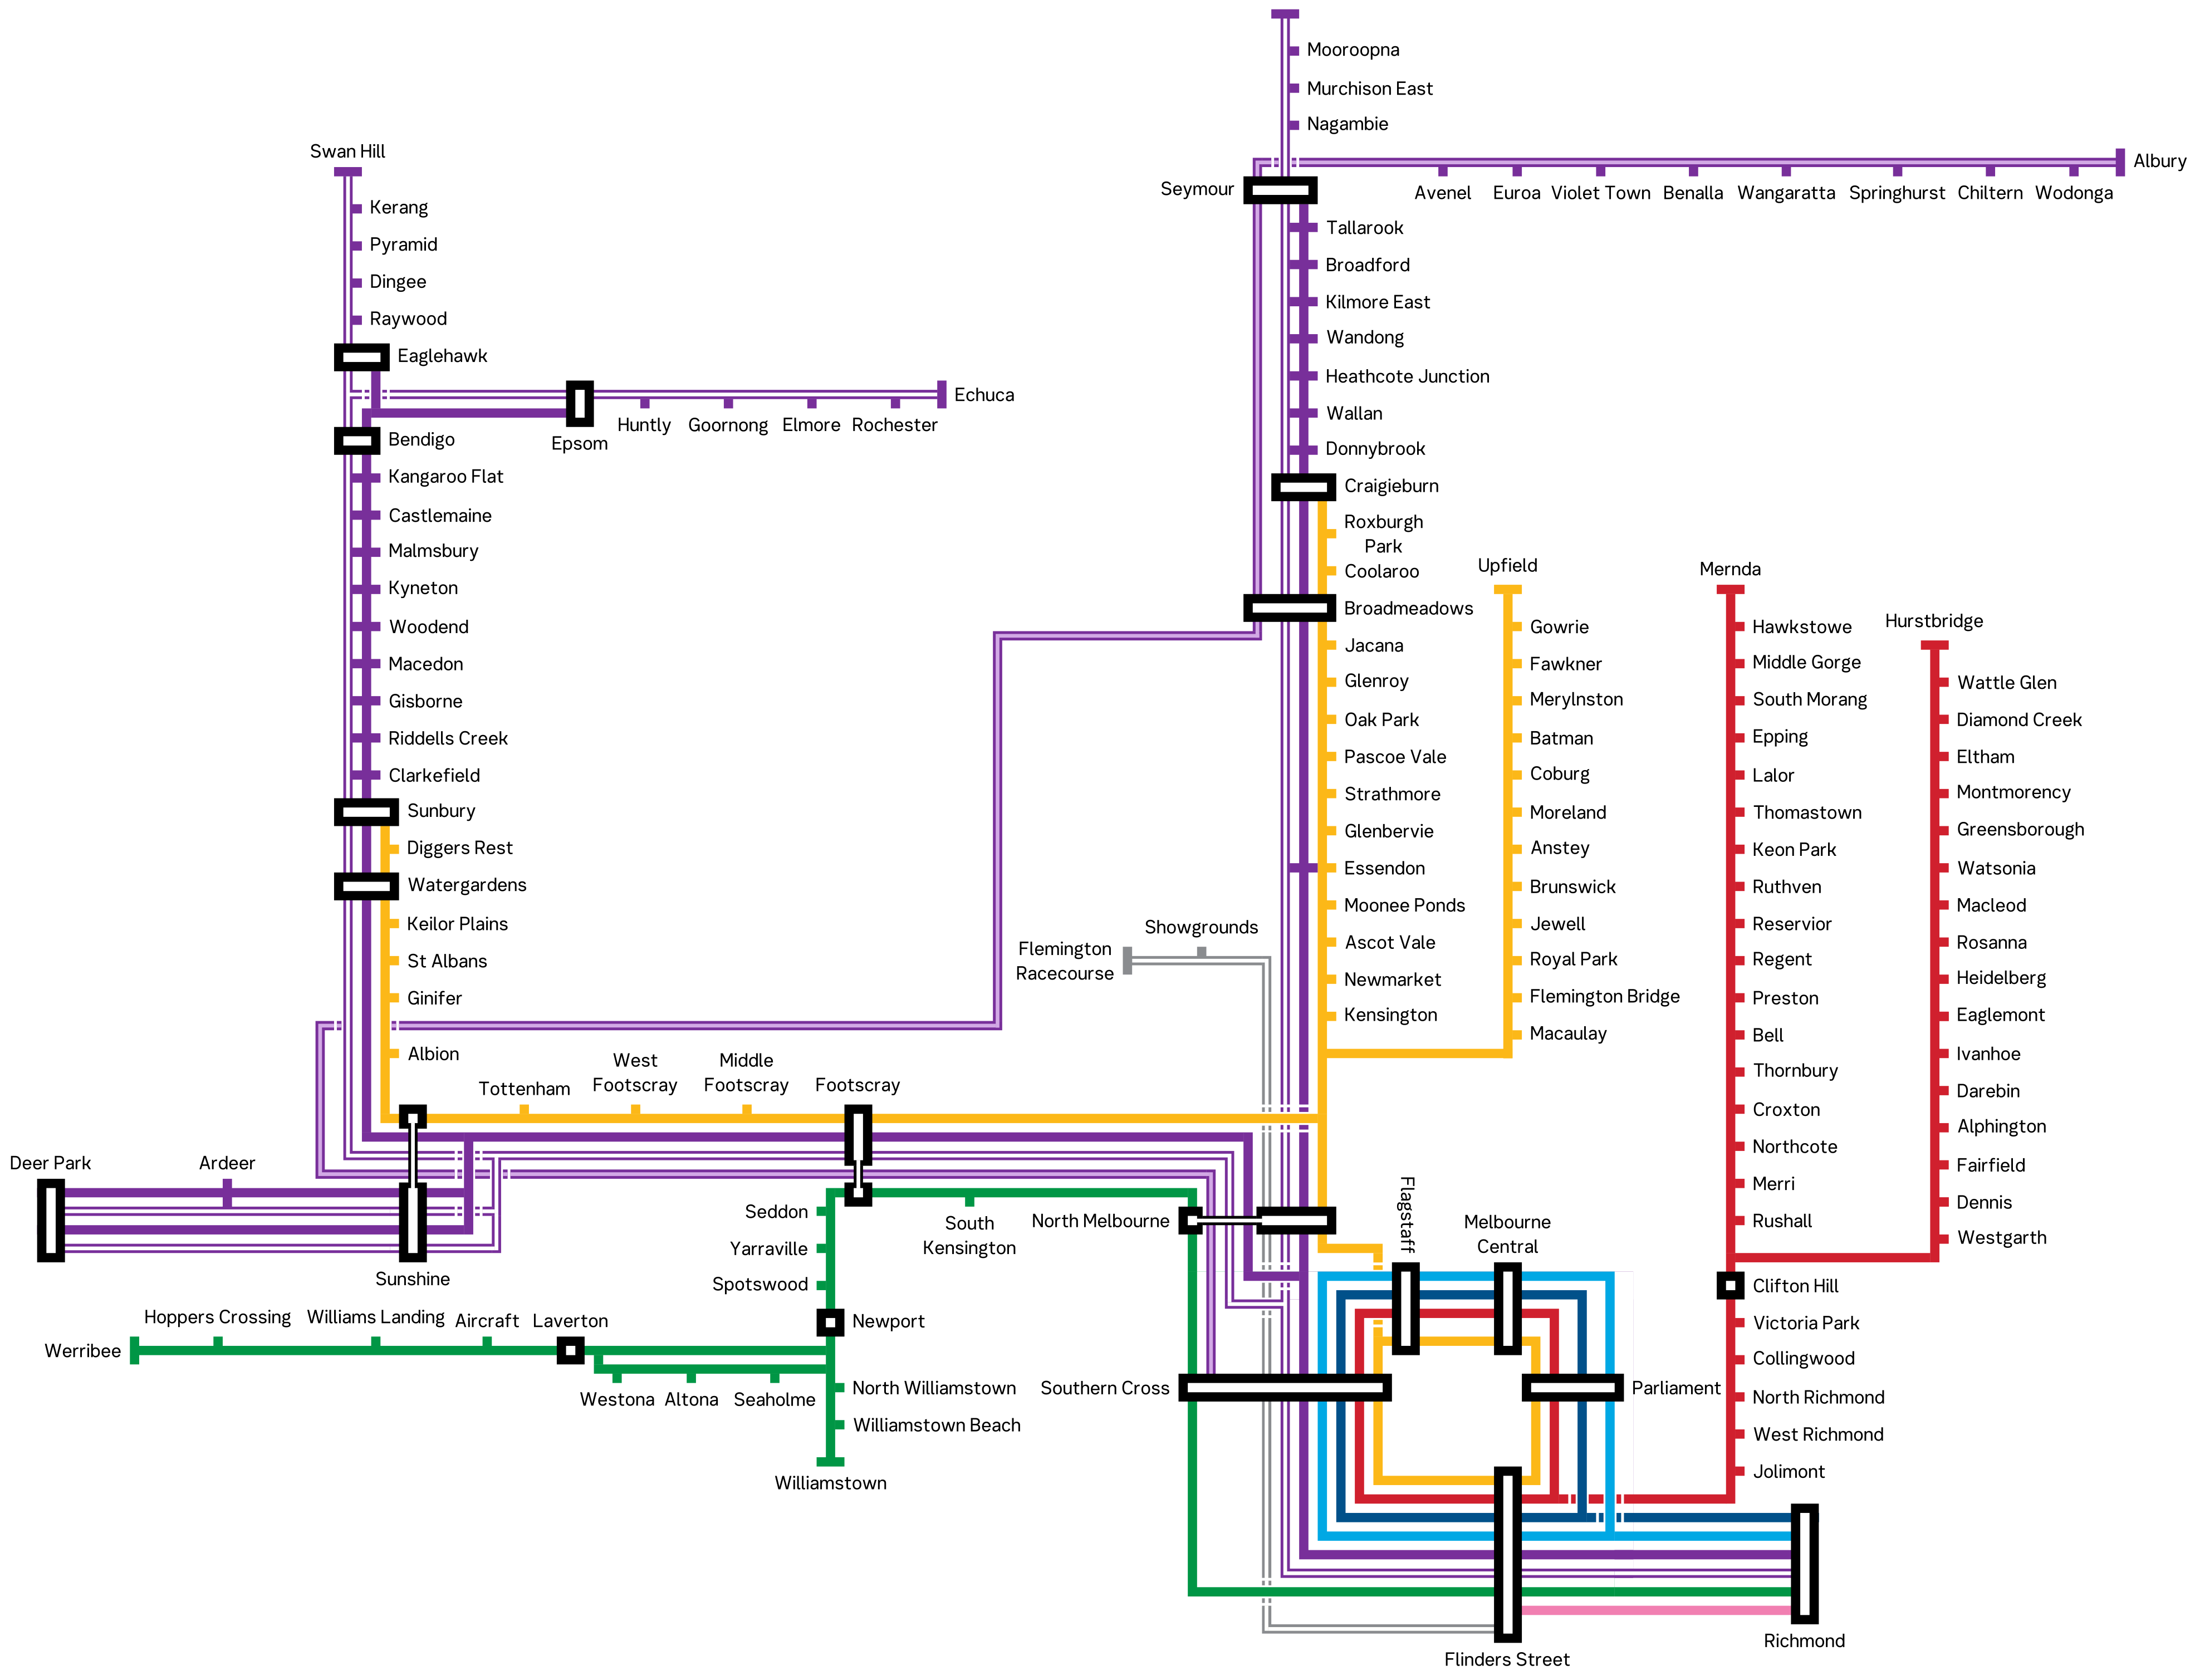 Mooroopna
Murchison East
Nagambie
Albury
Seymour
Avenel
Euroa
Violet Town
Benalla
Wangaratta
Springhurst
Chiltern
Wodonga
Tallarook
Broadford
Kilmore East
Wandong
Heathcote Junction
Wallan
Donnybrook
Craigieburn
Roxburgh
Park
Coolaroo
Broadmeadows
Jacana
Glenroy
Oak Park
Pascoe Vale
Strathmore
Glenbervie
Essendon
Moonee Ponds
Ascot Vale
Newmarket
Kensington
Swan Hill
Kerang
Pyramid
Dingee
Raywood
Eaglehawk
Echuca
Huntly
Goornong
Elmore
Rochester
Epsom
Bendigo
Kangaroo Flat
Castlemaine
Malmsbury
Kyneton
Woodend
Macedon
Gisborne
Riddells Creek
Clarkefield
Sunbury
Diggers Rest
Watergardens
Keilor Plains
St Albans
Ginifer
Albion
Upfield
Gowrie
Fawkner
Merylnston
Batman
Coburg
Moreland
Anstey
Brunswick
Jewell
Royal Park
Flemington Bridge
Macaulay
Mernda
Hawkstowe
Middle Gorge
South Morang
Epping
Lalor
Thomastown
Keon Park
Ruthven
Reservior
Regent
Preston
Bell
Thornbury
Croxton
Northcote
Merri
Rushall
Hurstbridge
Wattle Glen
Diamond Creek
Eltham
Montmorency
Greensborough
Watsonia
Macleod
Rosanna
Heidelberg
Eaglemont
Ivanhoe
Darebin
Alphington
Fairfield
Dennis
Westgarth
Clifton Hill
Victoria Park
Collingwood
North Richmond
West Richmond
Jolimont
Showgrounds
Flemington
Racecourse
Tottenham
West
Footscray
Middle
Footscray
Footscray
Deer Park
Ardeer
Sunshine
Seddon
Yarraville
Spotswood
South
Kensington
North Melbourne
Flagstaff
Melbourne
Central
Hoppers Crossing
Williams Landing
Aircraft
Laverton
Newport
Werribee
Westona
Altona
Seaholme
North Williamstown
Williamstown Beach
Williamstown
Southern Cross
Parliament
Richmond
Flinders Street